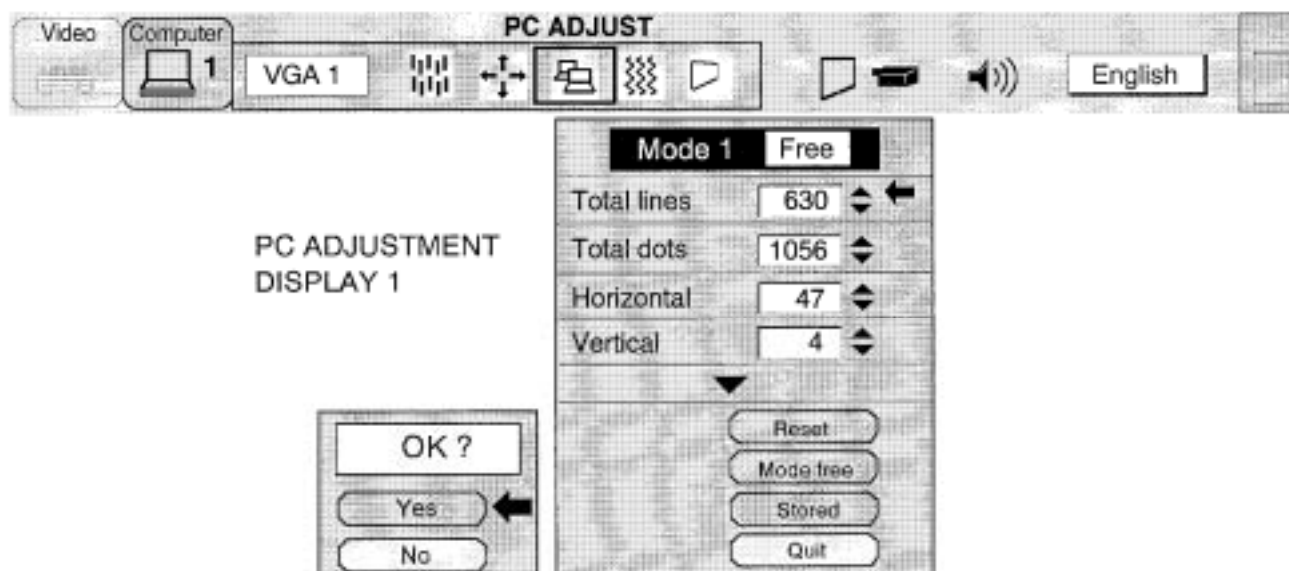 PC ADJUST
Video
Computer
1
VGA 1
English
Mode 1 Free
Total lines 630
Total dots 1056
Horizontal 47
Vertical 4
PC ADJUSTMENT
DISPLAY 1
Reset
Mode free
Stored
Quit
OK ?
Yes
No